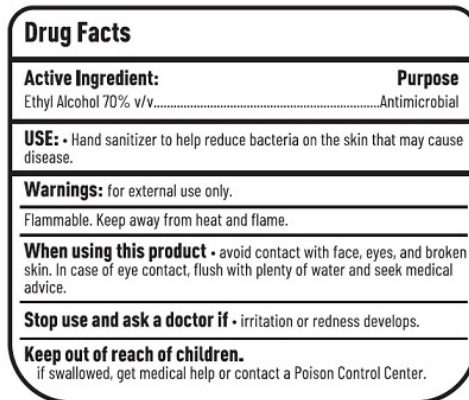 Drug Facts
Active Ingredient: Purpose
Ethyl Alcohol 70% v/v..........................................................Antimicrobial
USE: • Hand sanitizer to help reduce bacteria on the skin that may cause
disease.
Warnings: for external use only.
Flammable. Keep away from heat and flame.
When using this product • avoid contact with face, eyes, and broken
skin. In case of eye contact, flush with plenty of water and seek medical
advice.
Stop use and ask a doctor if • irritation or redness develops.
Keep out of reach of children.
if swallowed, get medical help or contact a Poison Control Center.